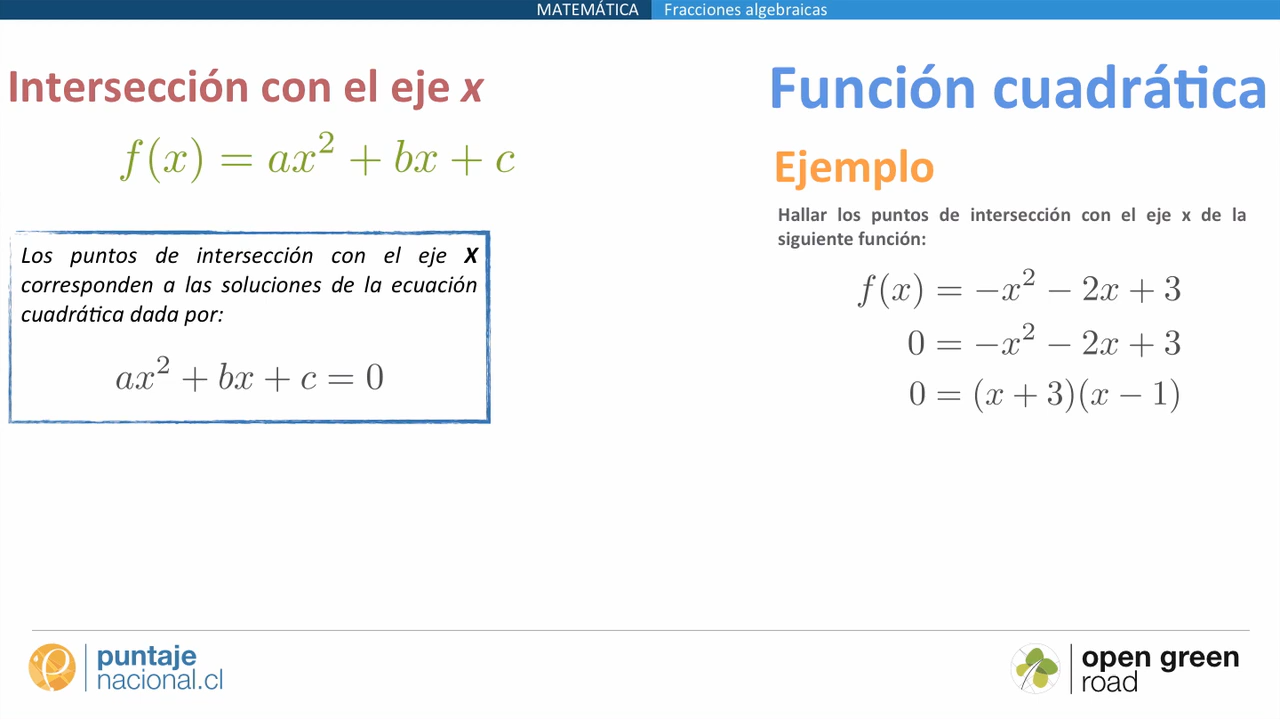 MATEMÁTICA Fracciones algebraicas
Intersección con el eje x
f(x) = ax² + bx + c
Los puntos de intersección con el eje X
corresponden a las soluciones de la ecuación
cuadrática dada por:
ax² + bx + c = 0
Función cuadrática
Ejemplo
Hallar los puntos de intersección con el eje x de la
siguiente función:
f(x) = −x² − 2x + 3
0 = −x² − 2x + 3
0 = (x + 3)(x − 1)
puntaje
nacional.cl
open green
road